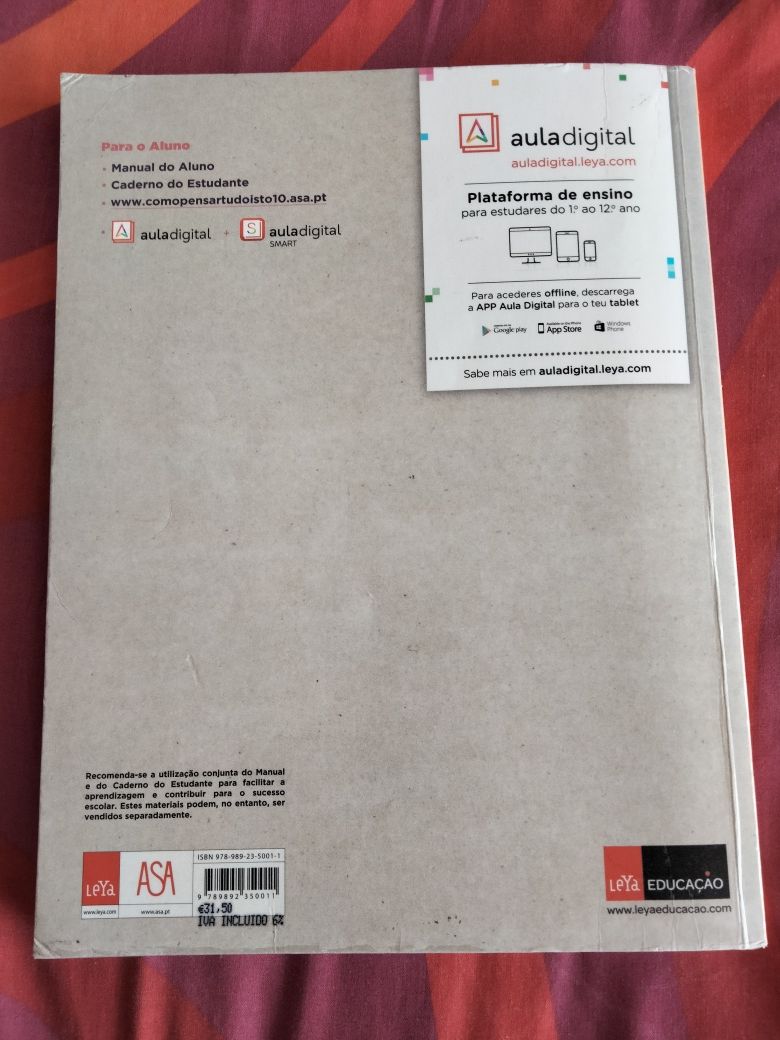 Para o Aluno
• Manual do Aluno
• Caderno do Estudante
• www.comopensartudoisto10.asa.pt
• auladigital + S auladigital
SMART
auladigital
auladigital.leya.com
Plataforma de ensino
para estudares do 1.º ao 12.º ano
Para acederes offline, descarrega
a APP Aula Digital para o teu tablet
Google play
Available on the iPhone
App Store
Windows
Phone
Sabe mais em auladigital.leya.com
Recomenda-se a utilização conjunta do Manual
e do Caderno do Estudante para facilitar a
aprendizagem e contribuir para o sucesso
escolar. Estes materiais podem, no entanto, ser
vendidos separadamente.
LeYa
www.leya.com
ASA
www.asa.pt
ISBN 978-989-23-5001-1
9 789892 350011
€31,50
IVA INCLUIDO 6%
LeYa EDUCAÇÃO
www.leyaeducacao.com